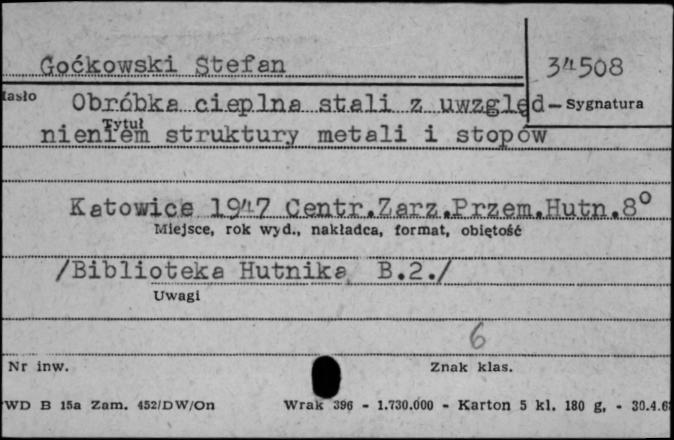 Goćkowski Stefan 34508
Hasło Obróbka cieplna stali z uwzględ- Sygnatura
nieniem struktury metali i stopów
Tytuł
Katowice 1947 Centr.Zarz.Przem.Hutn.8°
Miejsce, rok wyd., nakładca, format, objętość
/Biblioteka Hutnika B.2./
Uwagi
6
Nr inw. Znak klas.
WD B 15a Zam. 452/DW/On Wrak 396 - 1.730.000 - Karton 5 kl. 180 g. - 30.4.6